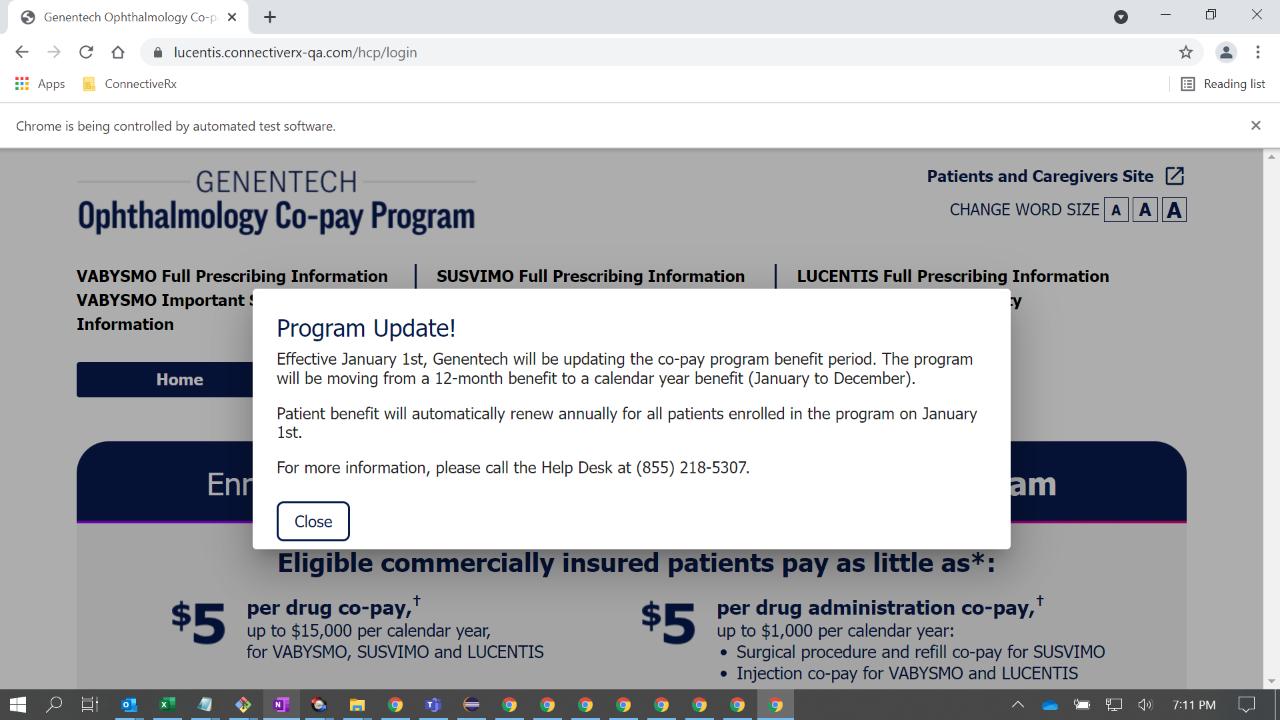 Genentech Ophthalmology Co-p
lucentis.connectiverx-qa.com/hcp/login
Apps
ConnectiveRx
Reading list
Chrome is being controlled by automated test software.
GENENTECH
Ophthalmology Co-pay Program
Patients and Caregivers Site
CHANGE WORD SIZE A A A
VABYSMO Full Prescribing Information
SUSVIMO Full Prescribing Information
LUCENTIS Full Prescribing Information
VABYSMO Important
Information
Home
Program Update!
Effective January 1st, Genentech will be updating the co-pay program benefit period. The program
will be moving from a 12-month benefit to a calendar year benefit (January to December).
Patient benefit will automatically renew annually for all patients enrolled in the program on January
1st.
For more information, please call the Help Desk at (855) 218-5307.
Close
Eligible commercially insured patients pay as little as*:
$5 per drug co-pay,†
up to $15,000 per calendar year,
for VABYSMO, SUSVIMO and LUCENTIS
$5 per drug administration co-pay,†
up to $1,000 per calendar year:
• Surgical procedure and refill co-pay for SUSVIMO
• Injection co-pay for VABYSMO and LUCENTIS
7:11 PM